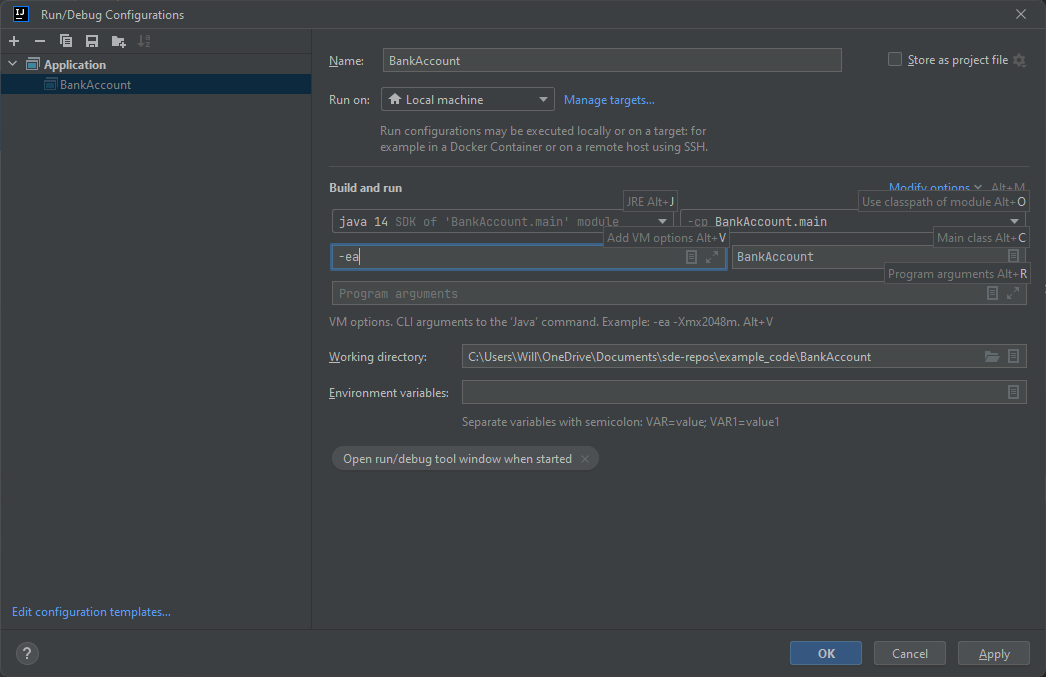 IJ Run/Debug Configurations
Application
BankAccount
Edit configuration templates...
Name: BankAccount Store as project file
Run on: Local machine Manage targets...
Run configurations may be executed locally or on a target: for
example in a Docker Container or on a remote host using SSH.
Build and run Modify options Alt+M
JRE Alt+J Use classpath of module Alt+O
java 14 SDK of 'BankAccount.main' module -cp BankAccount.main
Add VM options Alt+V Main class Alt+C
-ea BankAccount
Program arguments Alt+R
Program arguments
VM options. CLI arguments to the 'Java' command. Example: -ea -Xmx2048m. Alt+V
Working directory: C:\Users\Will\OneDrive\Documents\sde-repos\example_code\BankAccount
Environment variables:
Separate variables with semicolon: VAR=value; VAR1=value1
Open run/debug tool window when started
? OK Cancel Apply